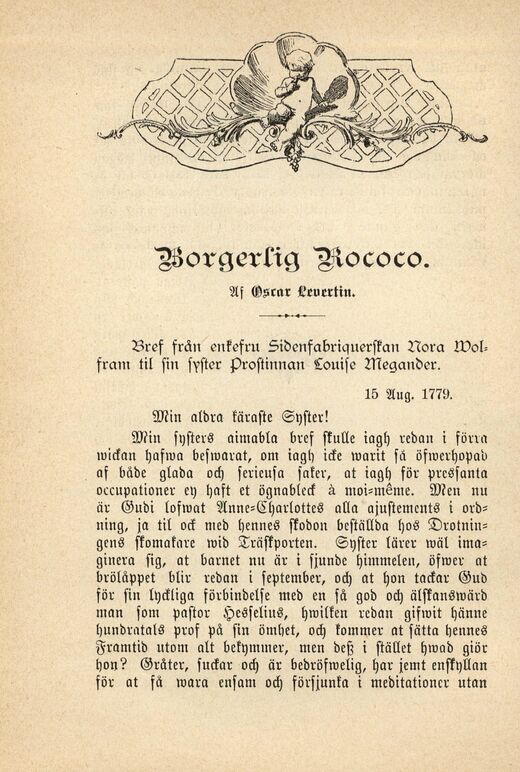 Borgerlig Rococo.
Af Oscar Levertin.
Bref från enkefru Sidenfabriquerskan Nora Wol-
fram til sin syster Prostinnan Louise Megander.
15 Aug. 1779.
Min aldra käraste Syster!
Min systers aimabla bref skulle iagh redan i förra
wickan hafwa beswarat, om iagh icke warit så öfwerhopad
af både glada och serieusa saker, at iagh för pressanta
occupationer ey haft et ögnableck à moi-même. Men nu
är Gudi lofwat Anne-Charlottes alla ajustements i ord-
ning, ja til ock med hennes skodon beställda hos Drotnin-
gens skomakare wid Träskporten. Syster lärer wäl ima-
ginera sig, at barnet nu är i sjunde himmelen, öfwer at
brölåppet blir redan i september, och at hon tackar Gud
för sin lyckliga förbindelse med en så god och älskanswärd
man som pastor Hesselius, hwilken redan gifwit hänne
hundratals prof på sin ömhet, och kommer at sätta hennes
Framtid utom alt bekymmer, men deß i stället hwad giör
hon? Gråter, suckar och är bedröfwelig, har jemt enskyllan
för at få wara ensam och försjunka i meditationer utan